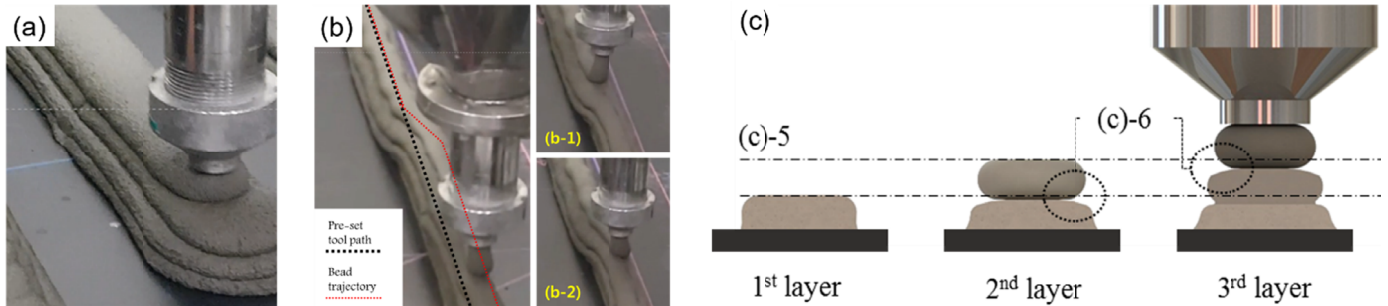 (a)
(b)
Pre-set
tool path
Bead
trajectory
(b-1)
(b-2)
(c)
(c)-5
(c)-6
1st layer
2nd layer
3rd layer